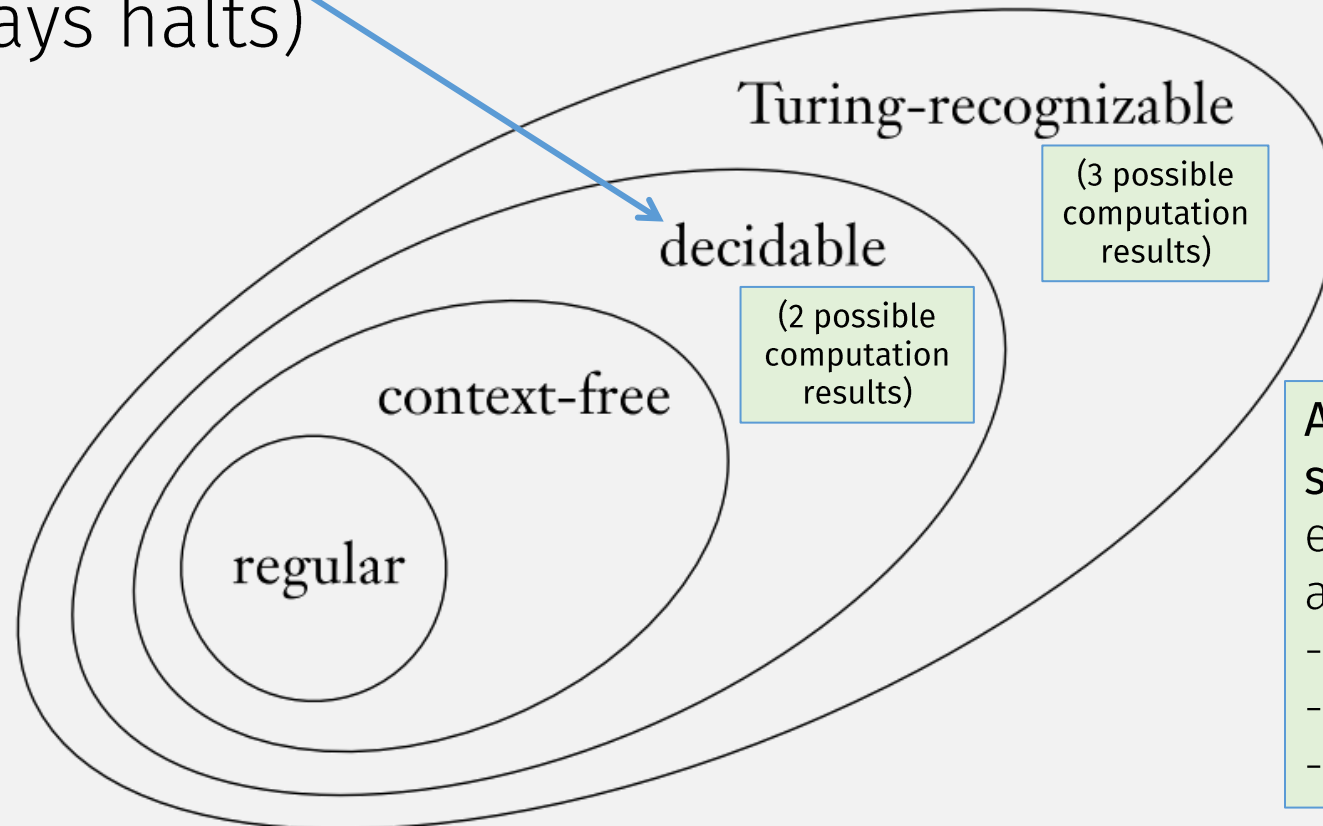 ays halts)
Turing-recognizable
(3 possible
computation
results)
decidable
(2 possible
computation
results)
context-free
regular
A
s
e
a
-
-
-